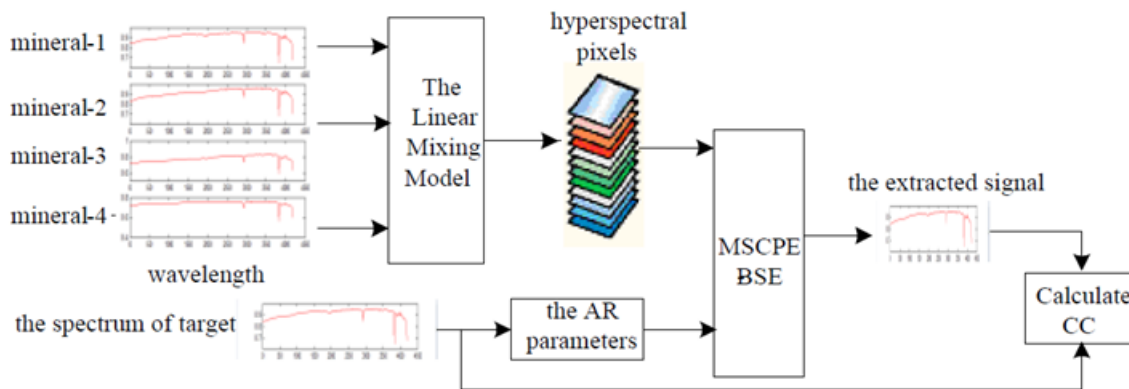 mineral-1
mineral-2
mineral-3
mineral-4
wavelength
The
Linear
Mixing
Model
hyperspectral
pixels
the spectrum of target
the AR
parameters
MSCPE
BSE
the extracted signal
Calculate
CC